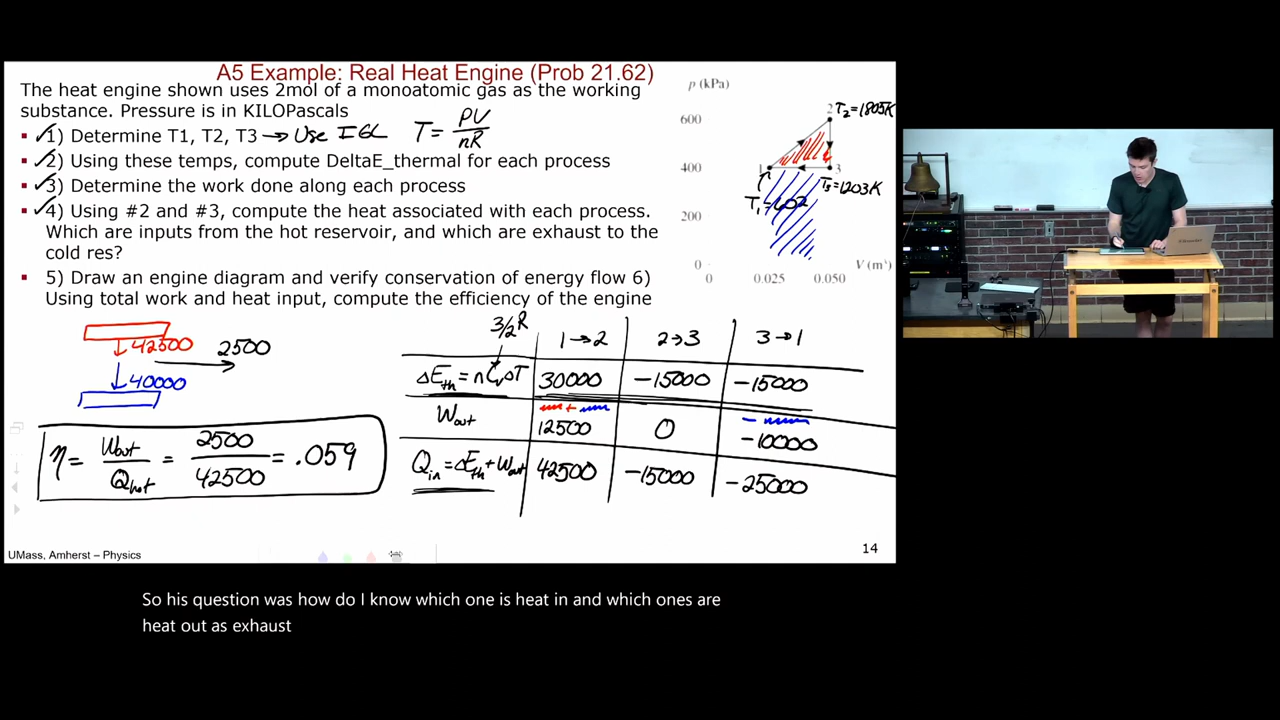 A5 Example: Real Heat Engine (Prob 21.62)
The heat engine shown uses 2mol of a monoatomic gas as the working
substance. Pressure is in KILOPascals
✓1) Determine T1, T2, T3 → Use IGL T = PV/nR
✓2) Using these temps, compute DeltaE_thermal for each process
✓3) Determine the work done along each process
✓4) Using #2 and #3, compute the heat associated with each process.
Which are inputs from the hot reservoir, and which are exhaust to the
cold res?
5) Draw an engine diagram and verify conservation of energy flow 6)
Using total work and heat input, compute the efficiency of the engine
p (kPa)
600
400
200
0
0 0.025 0.050 V (m³)
1
2
3
T₂=1805K
T₃=1203K
T₁=602
↓42500
2500
↓40000
η = Wout/Qhot = 2500/42500 = .059
3/2R
1→2 2→3 3→1
ΔEth = nCvΔT 30000 -15000 -15000
Wout + -
12500 0 -10000
Qin = ΔEth + Wout 42500 -15000 -25000
UMass, Amherst – Physics
14
So his question was how do I know which one is heat in and which ones are
heat out as exhaust